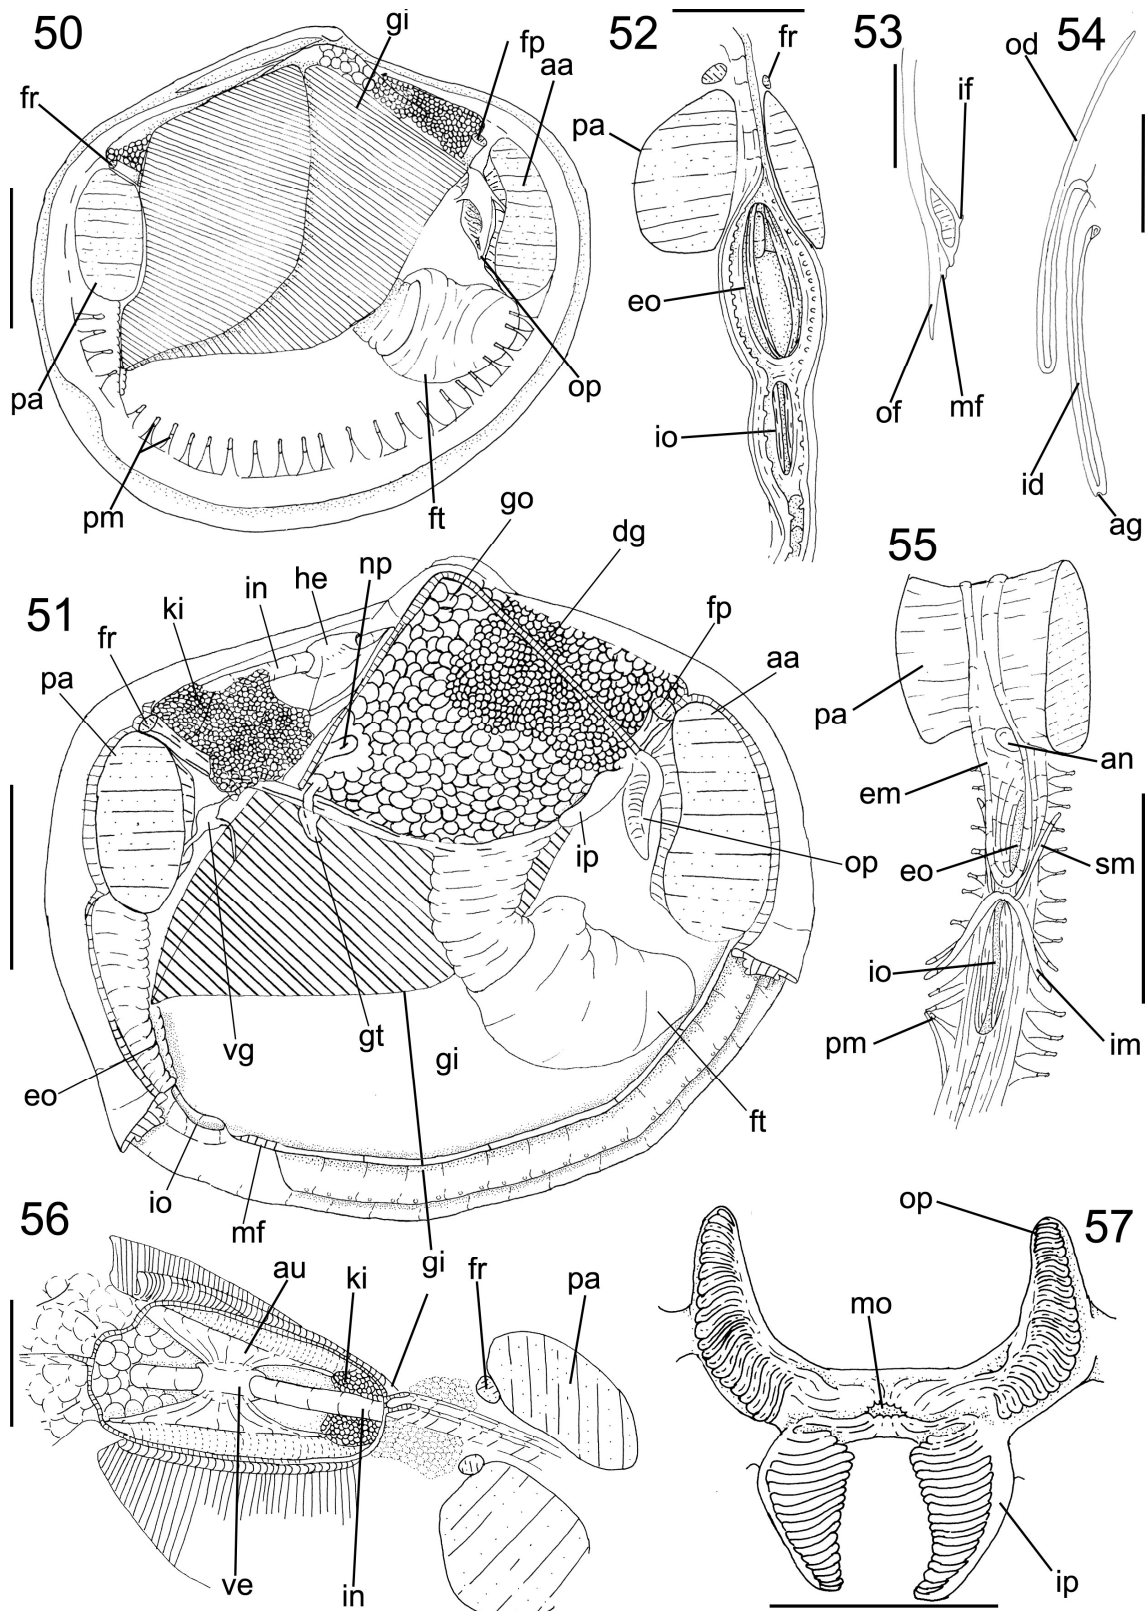 50
gi
fp
aa
fr
pa
pm
ft
op
52
fr
pa
eo
io
53
if
of
mf
54
od
id
ag
51
go
dg
np
he
in
ki
fr
pa
fp
aa
op
ip
vg
gt
gi
eo
io
mf
ft
gi
55
pa
an
em
eo
sm
io
pm
im
56
au
ki
fr
pa
ve
in
57
op
mo
ip